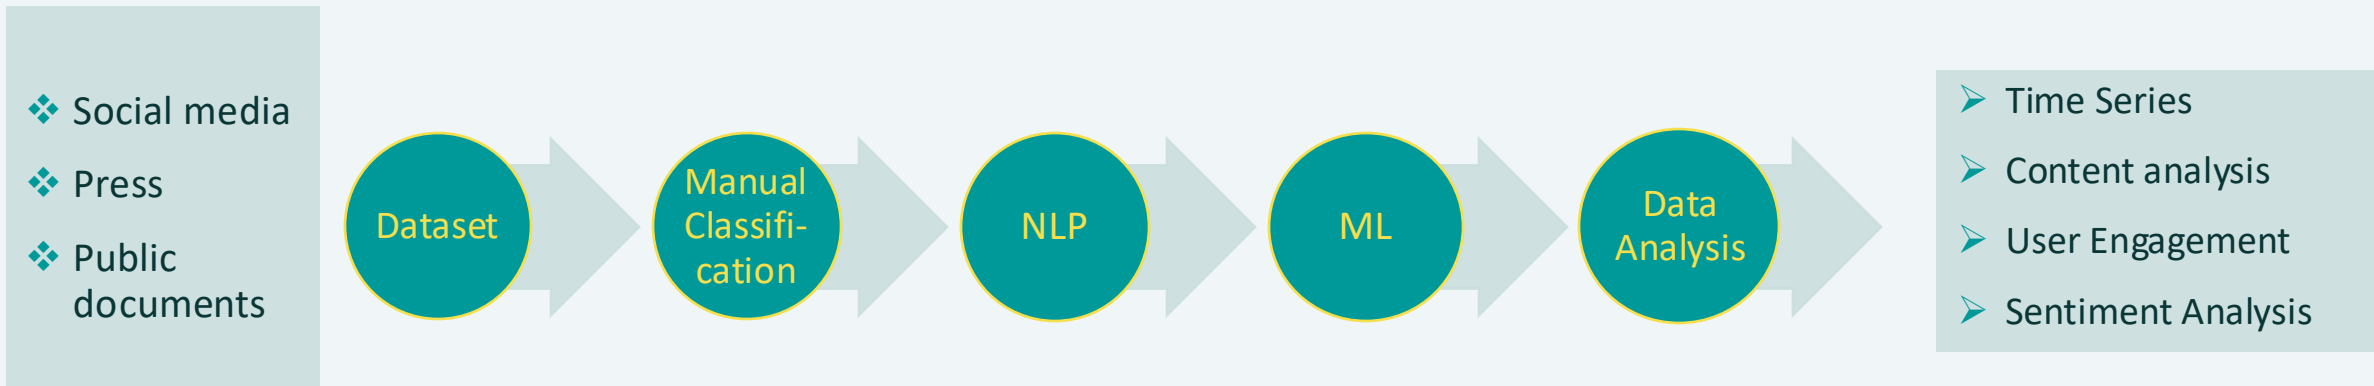 Social media
Press
Public
documents
Dataset
Manual
Classifi-
cation
NLP
ML
Data
Analysis
Time Series
Content analysis
User Engagement
Sentiment Analysis